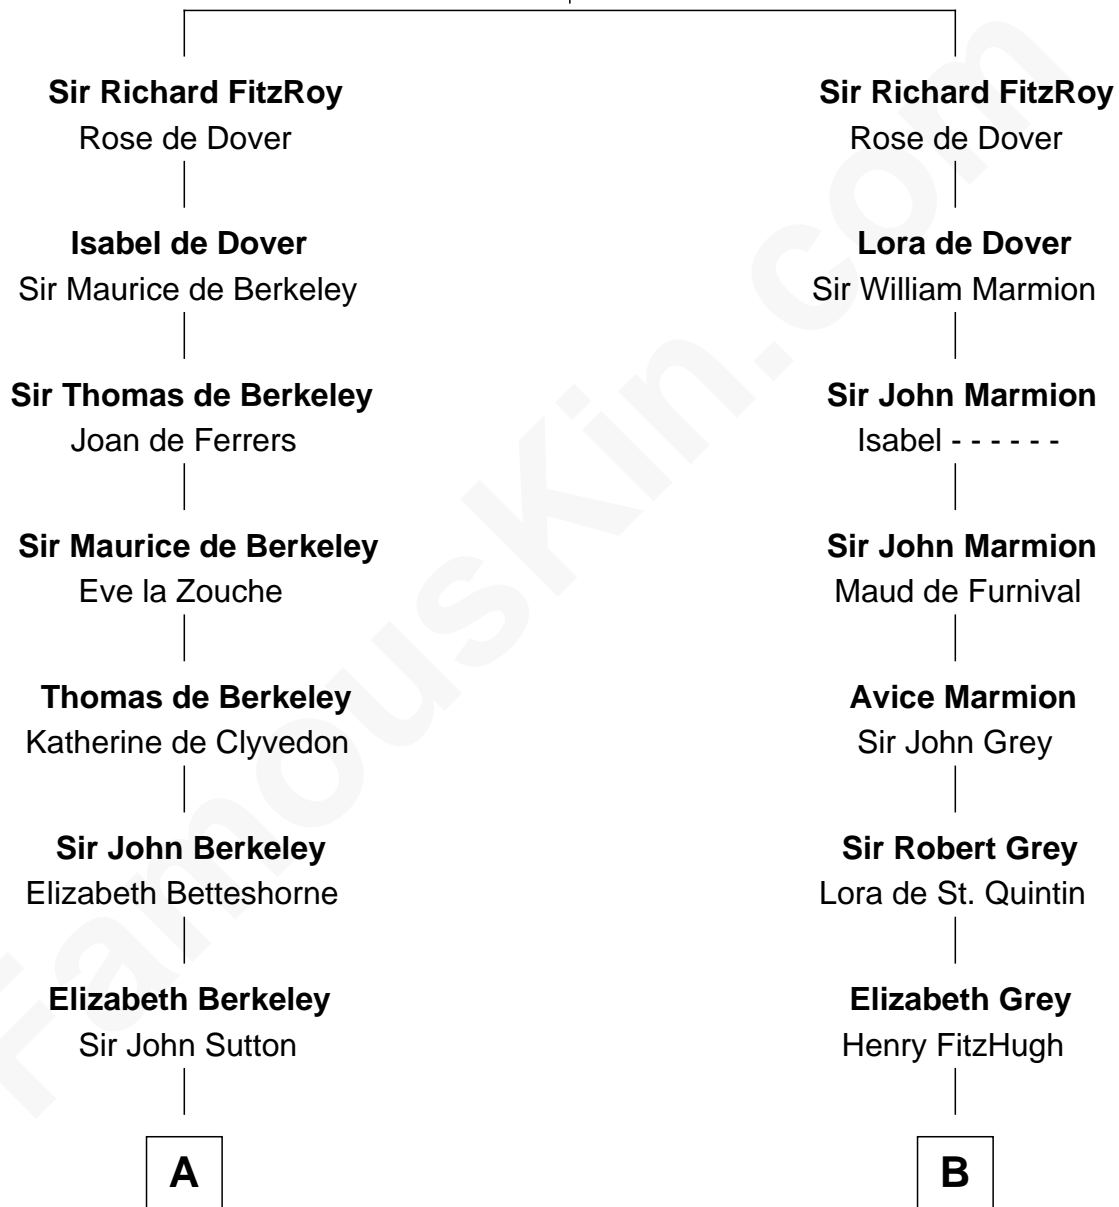 Sir Richard FitzRoy
Rose de Dover
Isabel de Dover
Sir Maurice de Berkeley
Sir Thomas de Berkeley
Joan de Ferrers
Sir Maurice de Berkeley
Eve la Zouche
Thomas de Berkeley
Katherine de Clyvedon
Sir John Berkeley
Elizabeth Betteshorne
Elizabeth Berkeley
Sir John Sutton
A
Sir Richard FitzRoy
Rose de Dover
Lora de Dover
Sir William Marmion
Sir John Marmion
Isabel - - - - - -
Sir John Marmion
Maud de Furnival
Avice Marmion
Sir John Grey
Sir Robert Grey
Lora de St. Quintin
Elizabeth Grey
Henry FitzHugh
B
FamousKin.com